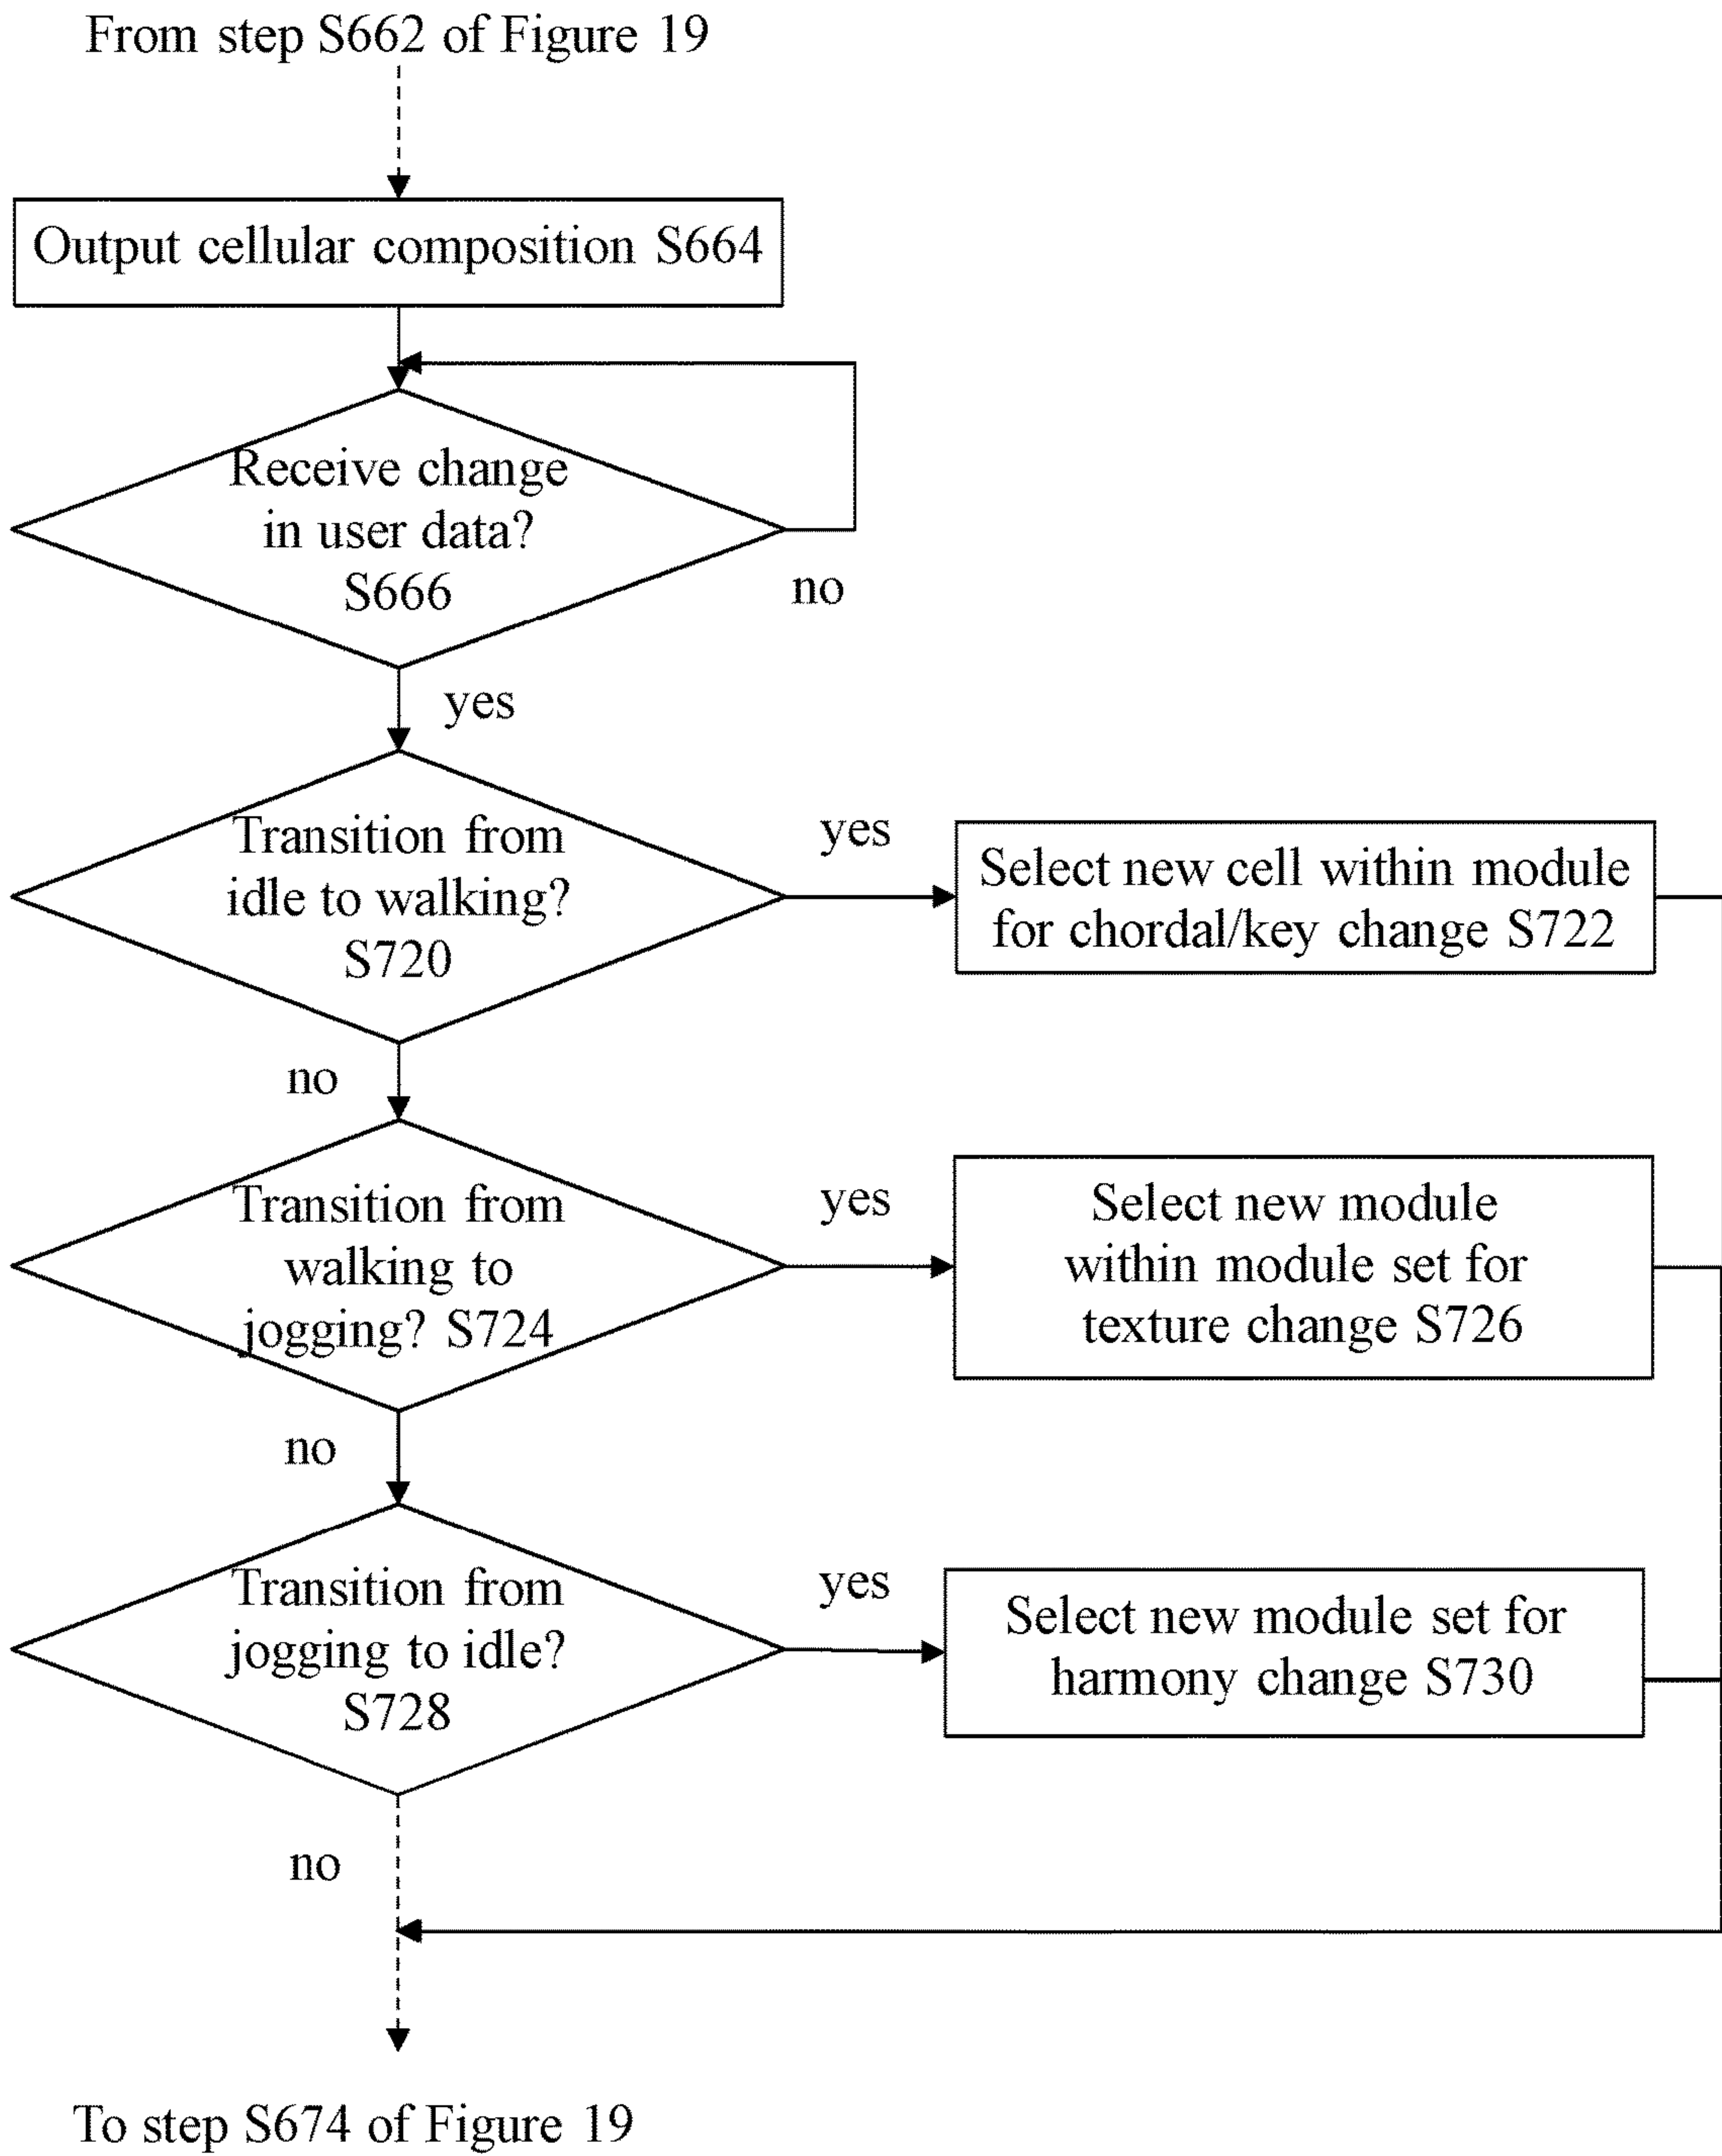 From step S662 of Figure 19
Output cellular composition S664
Receive change
in user data?
S666
no
yes
Transition from
idle to walking?
S720
yes
Select new cell within module
for chordal/key change S722
no
Transition from
walking to
jogging? S724
yes
Select new module
within module set for
texture change S726
no
Transition from
jogging to idle?
S728
yes
Select new module set for
harmony change S730
no
To step S674 of Figure 19